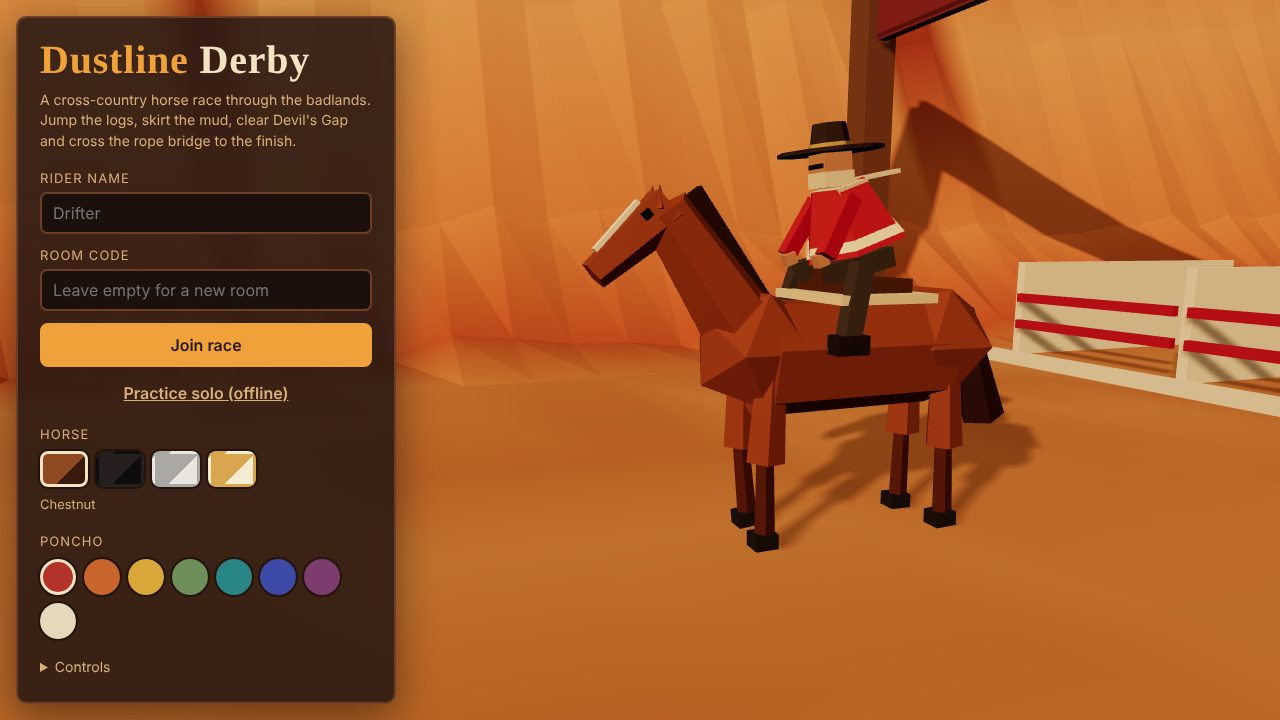 Dustline Derby
A cross-country horse race through the badlands.
Jump the logs, skirt the mud, clear Devil's Gap
and cross the rope bridge to the finish.
RIDER NAME
Drifter
ROOM CODE
Leave empty for a new room
Join race
Practice solo (offline)
HORSE
Chestnut
PONCHO
Controls